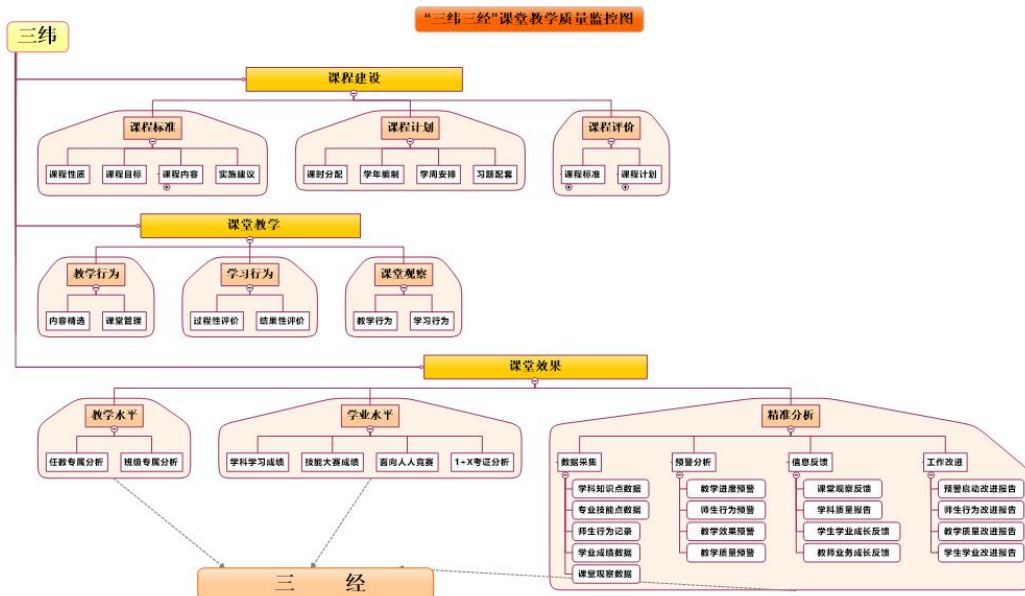 “三纬三经”课堂教学质量监控图
三纬
课程建设
课程标准 课程计划 课程评价
课程性质 课程目标 课程内容 实施建议 课时分配 学年编制 学周安排 习题配套 课程标准 课程计划
课堂教学
教学行为 学习行为 课堂观察
内容精选 课堂管理 过程性评价 结果性评价 教学行为 学习行为
课堂效果
教学水平 学业水平 精准分析
任教专属分析 班级专属分析 学科学习成绩 技能大赛成绩 面向人人竞赛 1+X考证分析 数据采集 预警分析 信息反馈 工作改进
学科知识点数据 教学进度预警 课堂观察反馈 预警启动改进报告
专业技能点数据 师生行为预警 学科质量报告 师生行为改进报告
师生行为记录 教学效果预警 学生学业成长反馈 教学质量改进报告
学业成绩数据 教学质量预警 教师业务成长反馈 学生学业改进报告
课堂观察数据
三 经